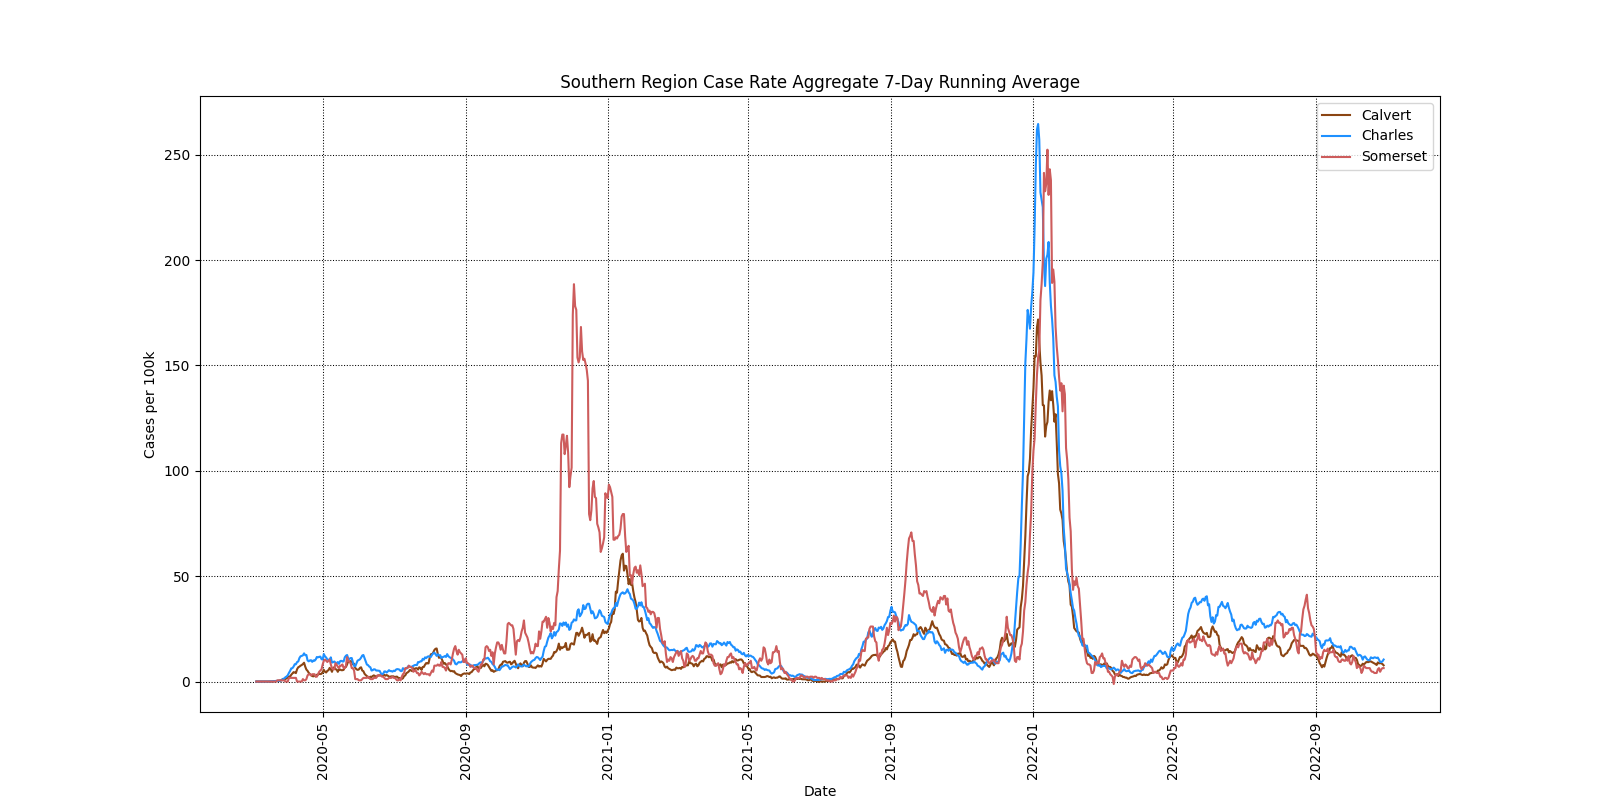 Southern Region Case Rate Aggregate 7-Day Running Average
Calvert
Charles
Somerset
Cases per 100k
250
200
150
100
50
0
2020-05
2020-09
2021-01
2021-05
2021-09
2022-01
2022-05
2022-09
Date